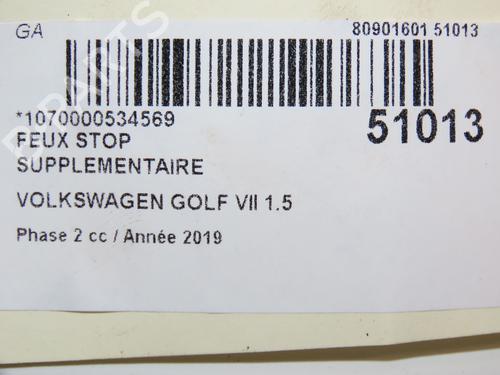 GA
80901601 51013
*1070000534569
51013
FEUX STOP
SUPPLEMENTAIRE
VOLKSWAGEN GOLF VII 1.5
Phase 2 cc / Année 2019